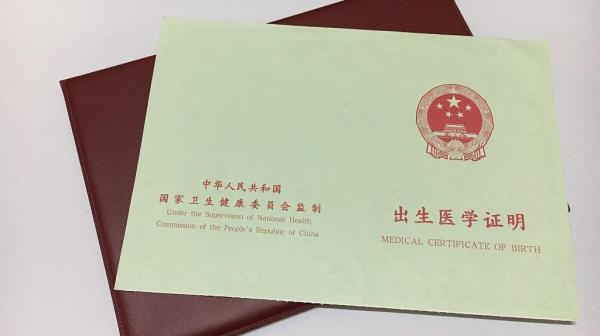 中华人民共和国
国家卫生健康委员会监制
Under the Supervision of National Health
Commission of the People's Republic of China
出生医学证明
MEDICAL CERTIFICATE OF BIRTH